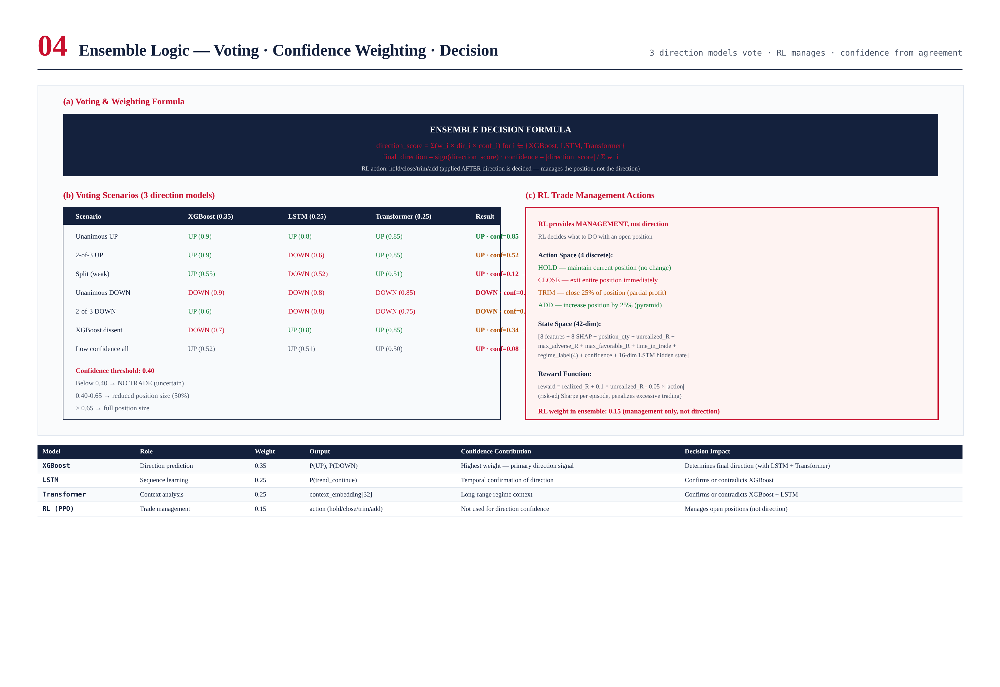 04 Ensemble Logic — Voting · Confidence Weighting · Decision
3 direction models vote · RL manages · confidence from agreement
(a) Voting & Weighting Formula
ENSEMBLE DECISION FORMULA
direction_score = Σ(w_i × dir_i × conf_i) for i ∈ {XGBoost, LSTM, Transformer}
final_direction = sign(direction_score) · confidence = |direction_score| / Σ w_i
RL action: hold/close/trim/add (applied AFTER direction is decided — manages the position, not the direction)
(b) Voting Scenarios (3 direction models)
Scenario XGBoost (0.35) LSTM (0.25) Transformer (0.25) Result
Unanimous UP UP (0.9) UP (0.8) UP (0.85) UP · conf=0.85
2-of-3 UP UP (0.9) DOWN (0.6) UP (0.85) UP · conf=0.52
Split (weak) UP (0.55) DOWN (0.52) UP (0.51) UP · conf=0.12 →
Unanimous DOWN DOWN (0.9) DOWN (0.8) DOWN (0.85) DOWN · conf=0.
2-of-3 DOWN UP (0.6) DOWN (0.8) DOWN (0.75) DOWN · conf=0.
XGBoost dissent DOWN (0.7) UP (0.8) UP (0.85) UP · conf=0.34 →
Low confidence all UP (0.52) UP (0.51) UP (0.50) UP · conf=0.08 →
Confidence threshold: 0.40
Below 0.40 → NO TRADE (uncertain)
0.40-0.65 → reduced position size (50%)
> 0.65 → full position size
(c) RL Trade Management Actions
RL provides MANAGEMENT, not direction
RL decides what to DO with an open position
Action Space (4 discrete):
HOLD — maintain current position (no change)
CLOSE — exit entire position immediately
TRIM — close 25% of position (partial profit)
ADD — increase position by 25% (pyramid)
State Space (42-dim):
[8 features + 8 SHAP + position_qty + unrealized_R +
max_adverse_R + max_favorable_R + time_in_trade +
regime_label(4) + confidence + 16-dim LSTM hidden state]
Reward Function:
reward = realized_R + 0.1 × unrealized_R - 0.05 × |action|
(risk-adj Sharpe per episode, penalizes excessive trading)
RL weight in ensemble: 0.15 (management only, not direction)
Model Role Weight Output Confidence Contribution Decision Impact
XGBoost Direction prediction 0.35 P(UP), P(DOWN) Highest weight — primary direction signal Determines final direction (with LSTM + Transformer)
LSTM Sequence learning 0.25 P(trend_continue) Temporal confirmation of direction Confirms or contradicts XGBoost
Transformer Context analysis 0.25 context_embedding[32] Long-range regime context Confirms or contradicts XGBoost + LSTM
RL (PPO) Trade management 0.15 action (hold/close/trim/add) Not used for direction confidence Manages open positions (not direction)